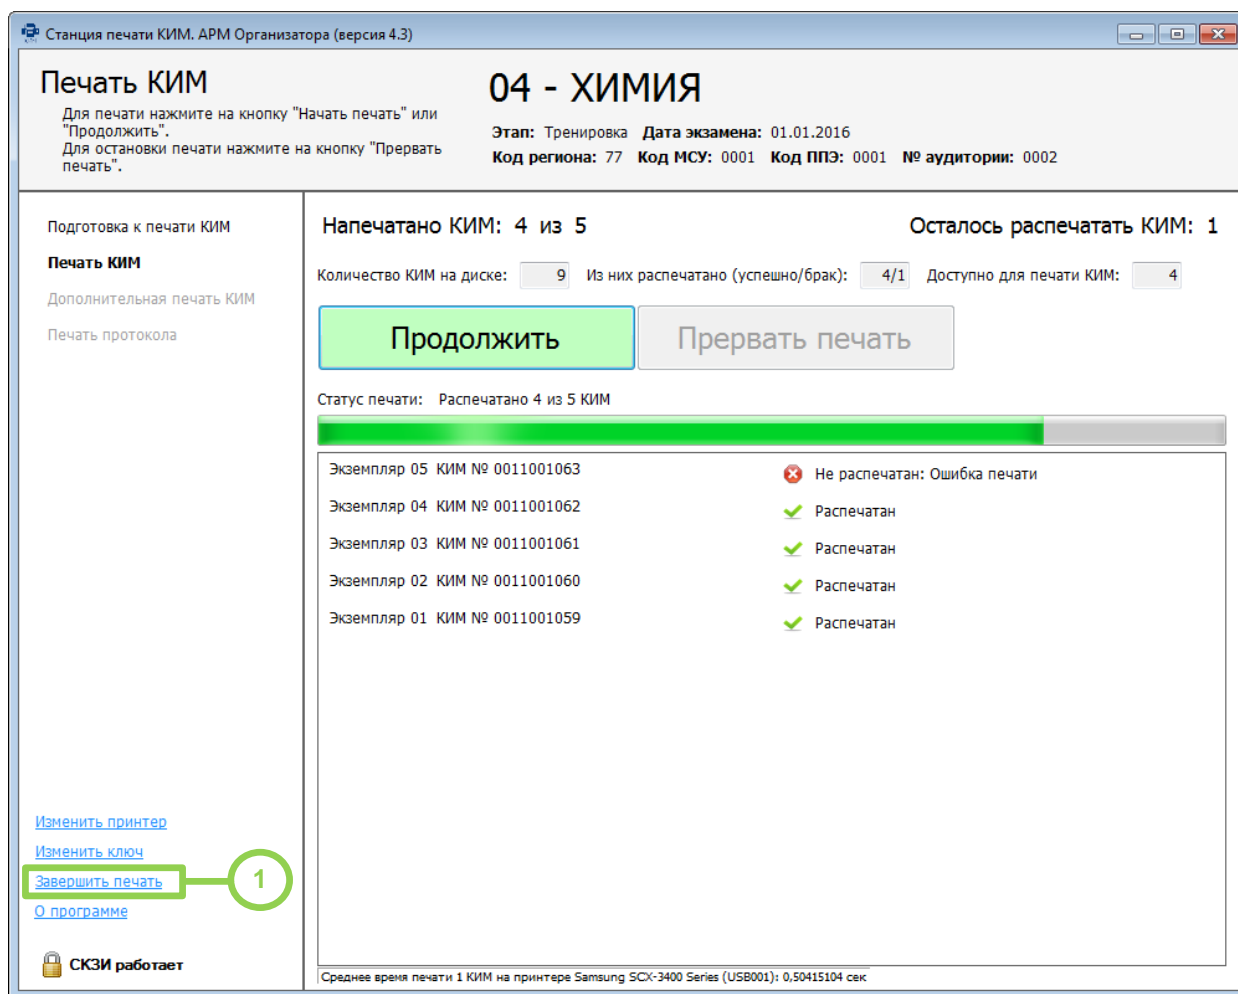 Станция печати КИМ. АРМ Организатора (версия 4.3)
Печать КИМ
Для печати нажмите на кнопку "Начать печать" или
"Продолжить".
Для остановки печати нажмите на кнопку "Прервать
печать".
04 - ХИМИЯ
Этап: Тренировка Дата экзамена: 01.01.2016
Код региона: 77 Код МСУ: 0001 Код ППЭ: 0001 № аудитории: 0002
Подготовка к печати КИМ
Печать КИМ
Дополнительная печать КИМ
Печать протокола
Напечатано КИМ: 4 из 5
Осталось распечатать КИМ: 1
Количество КИМ на диске: 9 Из них распечатано (успешно/брак): 4/1 Доступно для печати КИМ: 4
Продолжить
Прервать печать
Статус печати: Распечатано 4 из 5 КИМ
Экземпляр 05 КИМ № 0011001063 Не распечатан: Ошибка печати
Экземпляр 04 КИМ № 0011001062 Распечатан
Экземпляр 03 КИМ № 0011001061 Распечатан
Экземпляр 02 КИМ № 0011001060 Распечатан
Экземпляр 01 КИМ № 0011001059 Распечатан
Изменить принтер
Изменить ключ
Завершить печать
1
О программе
СКЗИ работает
Среднее время печати 1 КИМ на принтере Samsung SCX-3400 Series (USB001): 0,50415104 сек